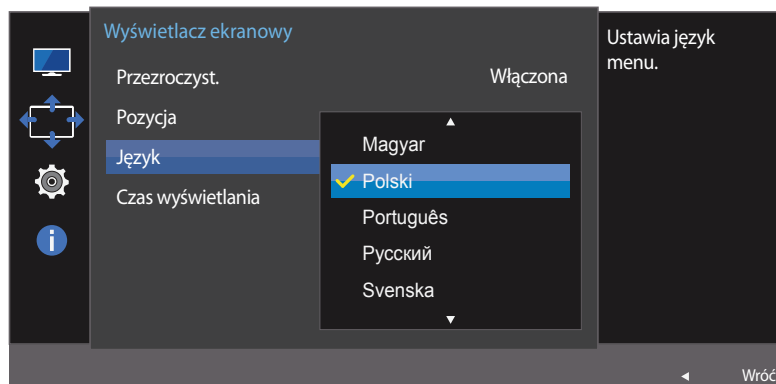 Wyświetlacz ekranowy
Przezroczyst. Włączona
Pozycja
Język
Czas wyświetlania
Magyar
Polski
Português
Русский
Svenska
Ustawia język
menu.
Wróć